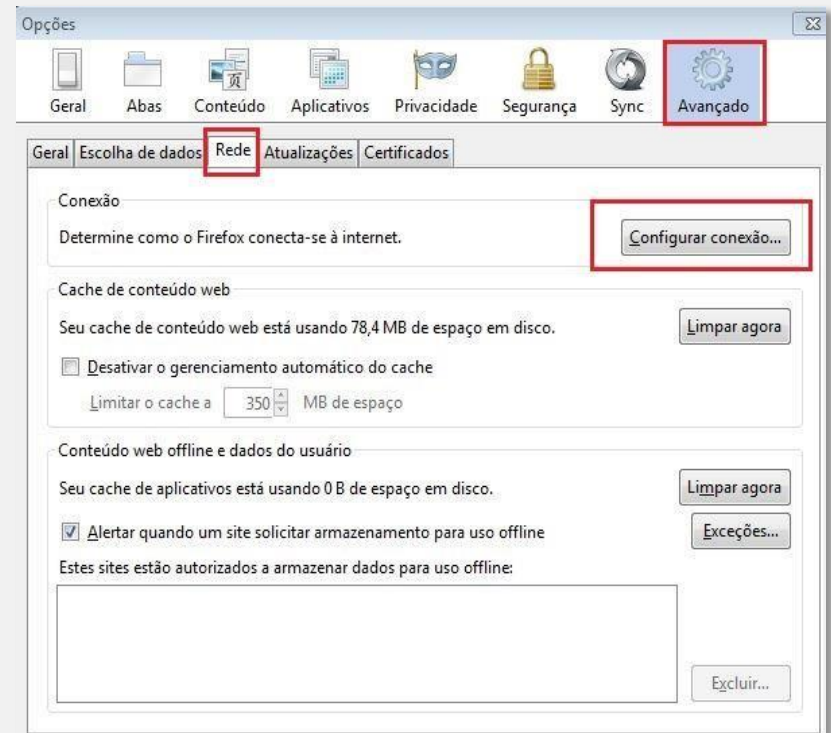 Opções
Geral Abas Conteúdo Aplicativos Privacidade Segurança Sync Avançado
Geral Escolha de dados Rede Atualizações Certificados
Conexão
Determine como o Firefox conecta-se à internet. Configurar conexão...
Cache de conteúdo web
Seu cache de conteúdo web está usando 78,4 MB de espaço em disco. Limpar agora
Desativar o gerenciamento automático do cache
Limitar o cache a 350 MB de espaço
Conteúdo web offline e dados do usuário
Seu cache de aplicativos está usando 0 B de espaço em disco. Limpar agora
Alertar quando um site solicitar armazenamento para uso offline Exceções...
Estes sites estão autorizados a armazenar dados para uso offline:
Excluir...